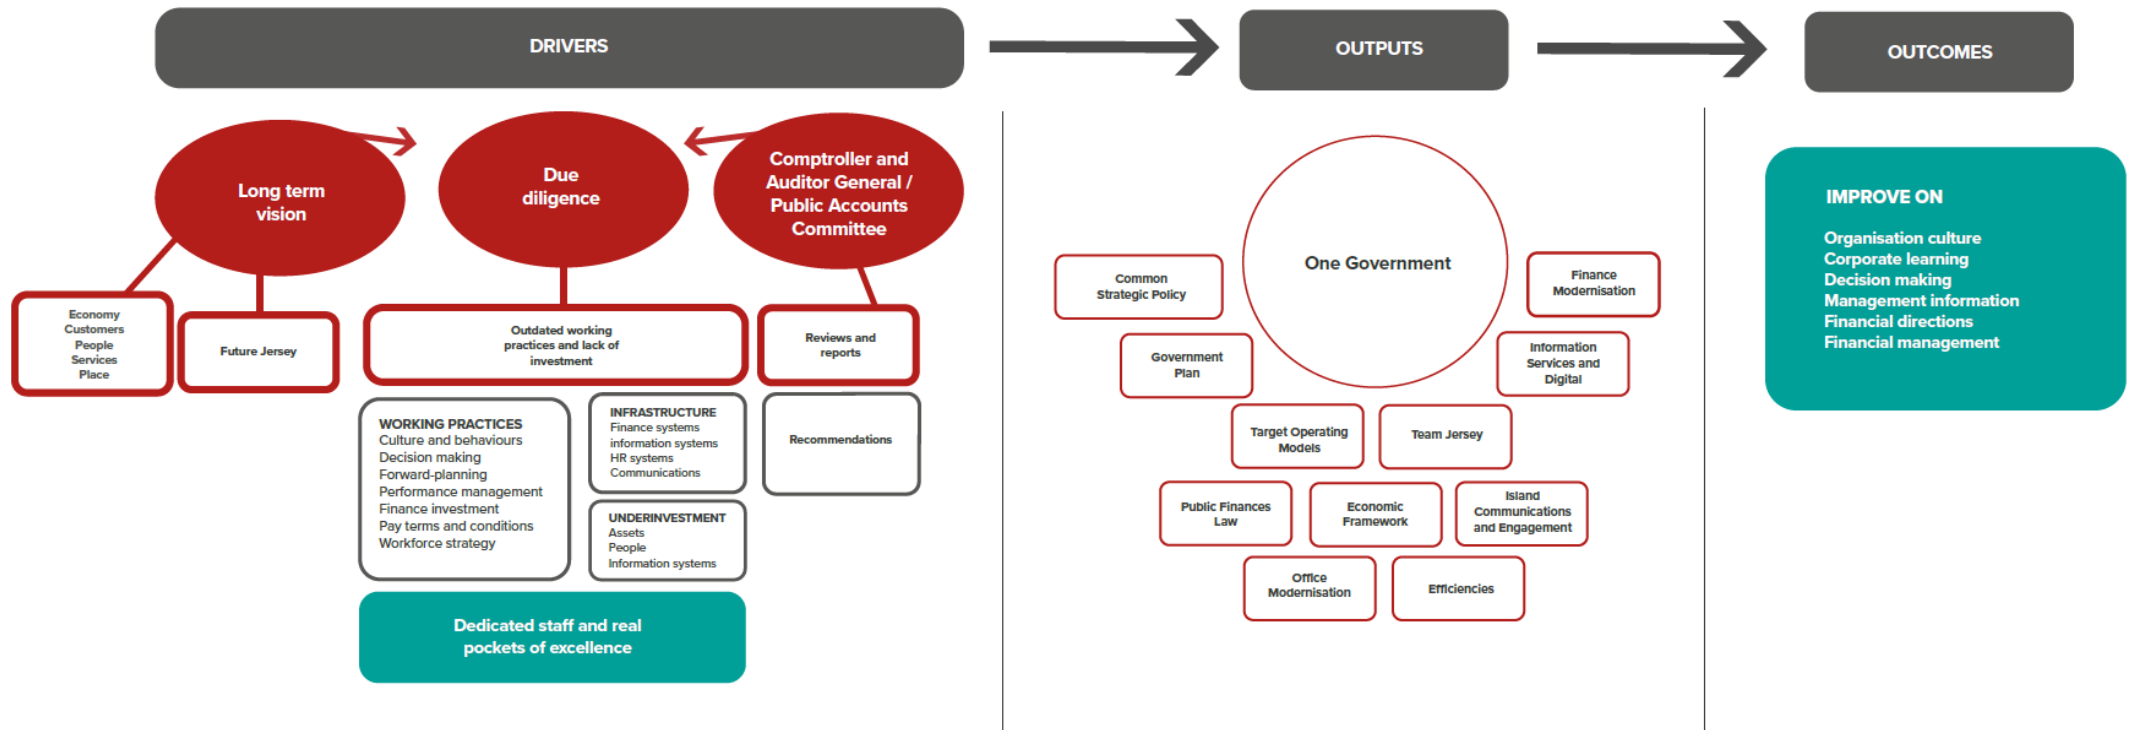 DRIVERS
OUTPUTS
OUTCOMES
Long term
vision
Due
diligence
Comptroller and
Auditor General /
Public Accounts
Committee
Economy
Customers
People
Services
Place
Future Jersey
Outdated working
practices and lack of
investment
Reviews and
reports
WORKING PRACTICES
Culture and behaviours
Decision making
Forward-planning
Performance management
Finance investment
Pay terms and conditions
Workforce strategy
INFRASTRUCTURE
Finance systems
information systems
HR systems
Communications
UNDERINVESTMENT
Assets
People
Information systems
Recommendations
Dedicated staff and real
pockets of excellence
One Government
Common
Strategic Policy
Finance
Modernisation
Government
Plan
Information
Services and
Digital
Target Operating
Models
Team Jersey
Public Finances
Law
Economic
Framework
Island
Communications
and Engagement
Office
Modernisation
Efficiencies
IMPROVE ON
Organisation culture
Corporate learning
Decision making
Management information
Financial directions
Financial management